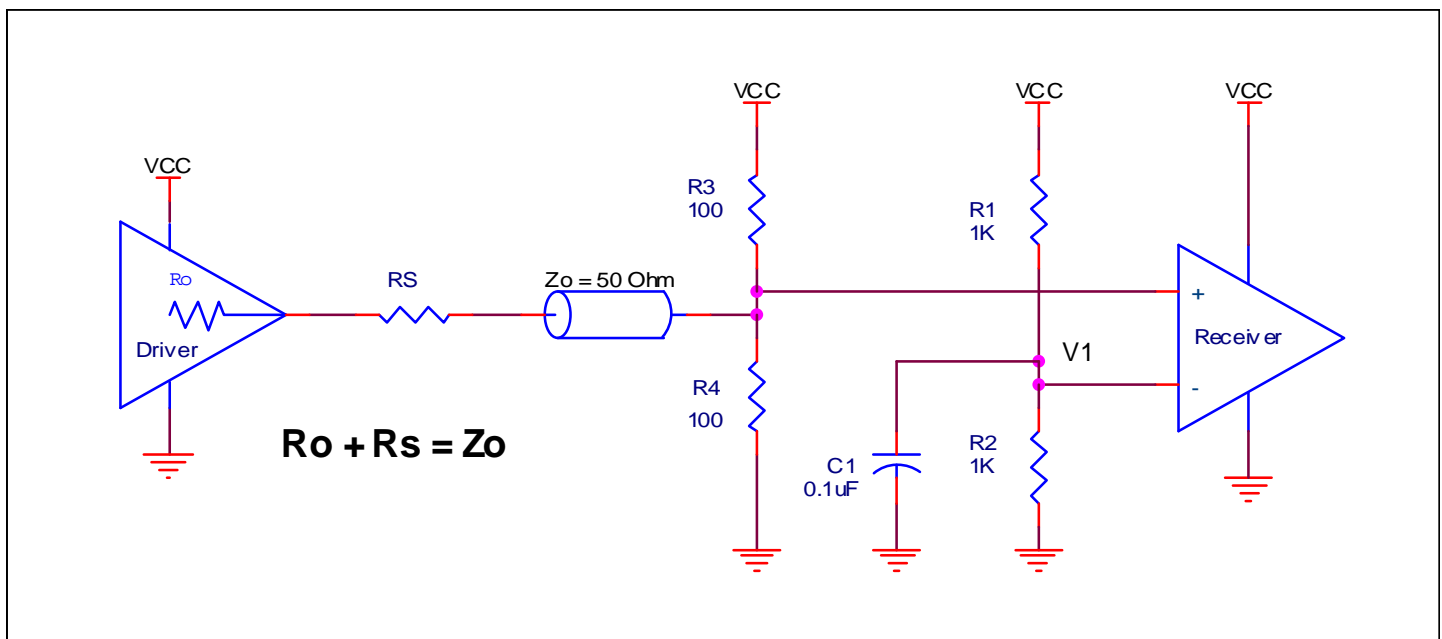 VCC
VCC
VCC
VCC
R3
100
R1
1K
Ro
RS
Zo = 50 Ohm
+
Driver
Receiver
V1
R4
100
-
Ro + Rs = Zo
C1
0.1uF
R2
1K